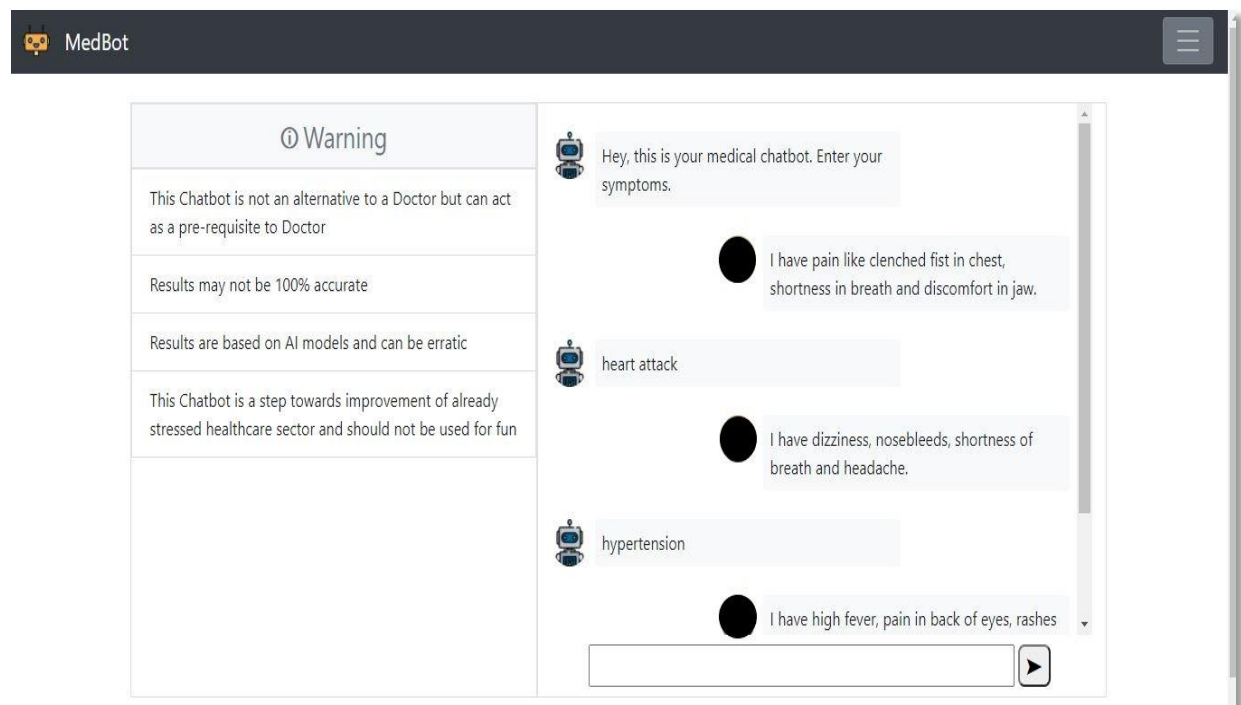 MedBot
Warning
This Chatbot is not an alternative to a Doctor but can act
as a pre-requisite to Doctor
Results may not be 100% accurate
Results are based on AI models and can be erratic
This Chatbot is a step towards improvement of already
stressed healthcare sector and should not be used for fun
Hey, this is your medical chatbot. Enter your
symptoms.
I have pain like clenched fist in chest,
shortness in breath and discomfort in jaw.
heart attack
I have dizziness, nosebleeds, shortness of
breath and headache.
hypertension
I have high fever, pain in back of eyes, rashes